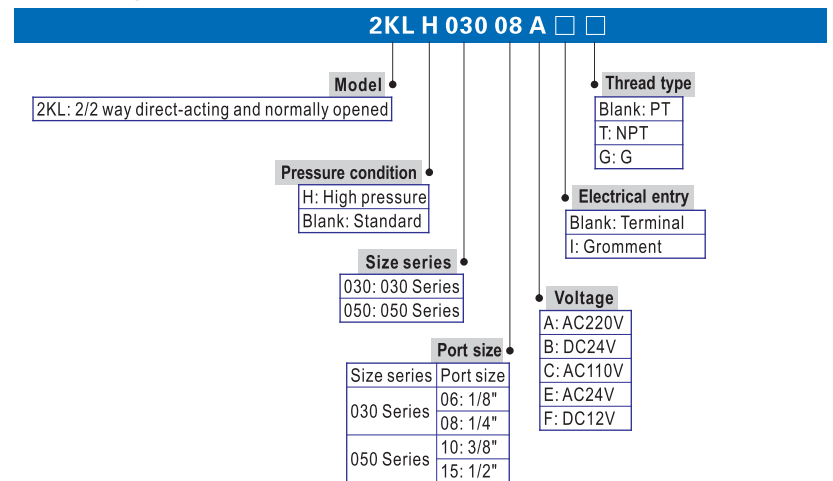 2KL H 030 08 A □ □
Model
2KL: 2/2 way direct-acting and normally opened
Thread type
Blank: PT
T: NPT
G: G
Pressure condition
H: High pressure
Blank: Standard
Electrical entry
Blank: Terminal
I: Gromment
Size series
030: 030 Series
050: 050 Series
Voltage
A: AC220V
B: DC24V
C: AC110V
E: AC24V
F: DC12V
Port size
Size series Port size
030 Series
06: 1/8"
08: 1/4"
050 Series
10: 3/8"
15: 1/2"